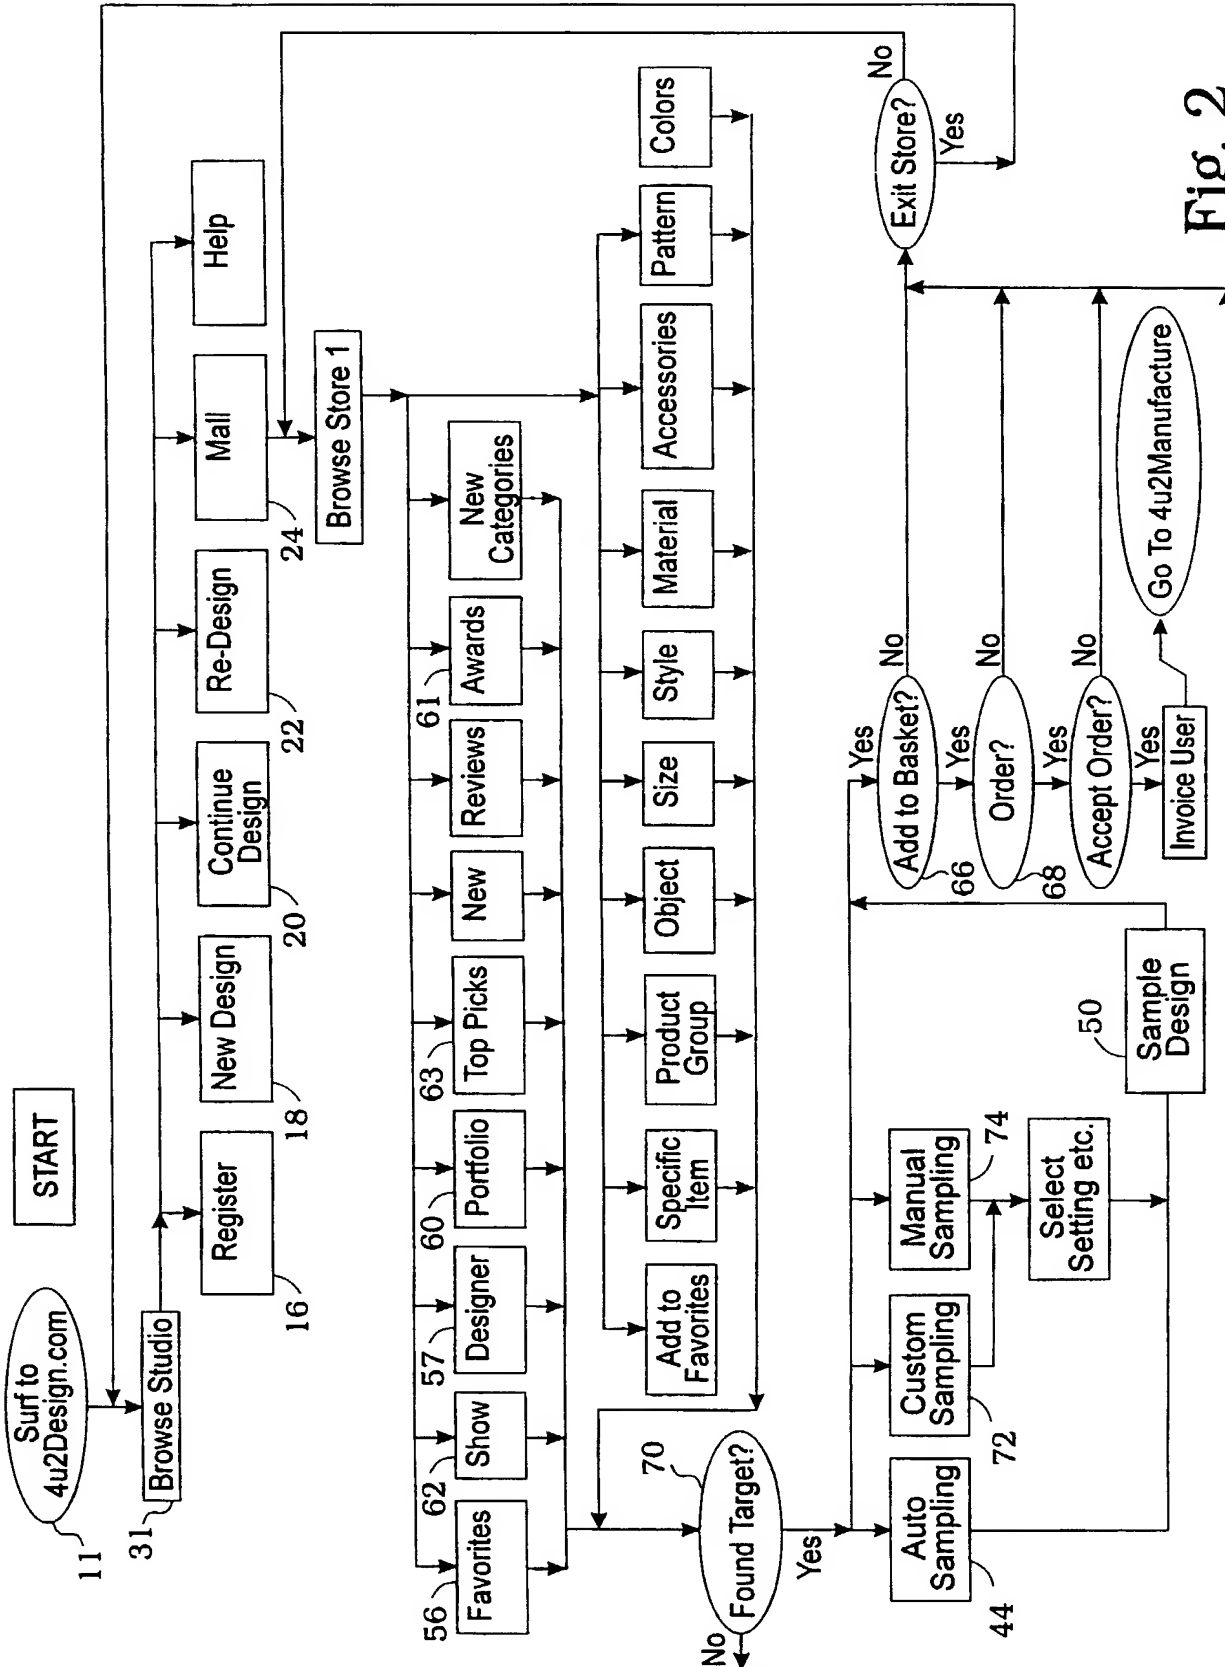 START
Surf to
4u2Design.com
11
Browse Studio
31
Register
16
New Design
18
Continue
Design
20
Re-Design
22
Mall
24
Help
Browse Store 1
Favorites
56
Show
62
Designer
57
Portfolio
60
Top Picks
63
New
Reviews
Awards
61
New
Categories
Add to
Favorites
Specific
Item
Product
Group
Object
Size
Style
Material
Accessories
Pattern
Colors
Found Target?
70
No
Yes
Auto
Sampling
44
Custom
Sampling
72
Manual
Sampling
74
Select
Setting etc.
Sample
Design
50
Yes
Add to Basket?
No
66
Yes
Order?
No
68
Yes
Accept Order?
No
Yes
Invoice User
Go To 4u2Manufacture
Exit Store?
No
Yes
Fig. 2